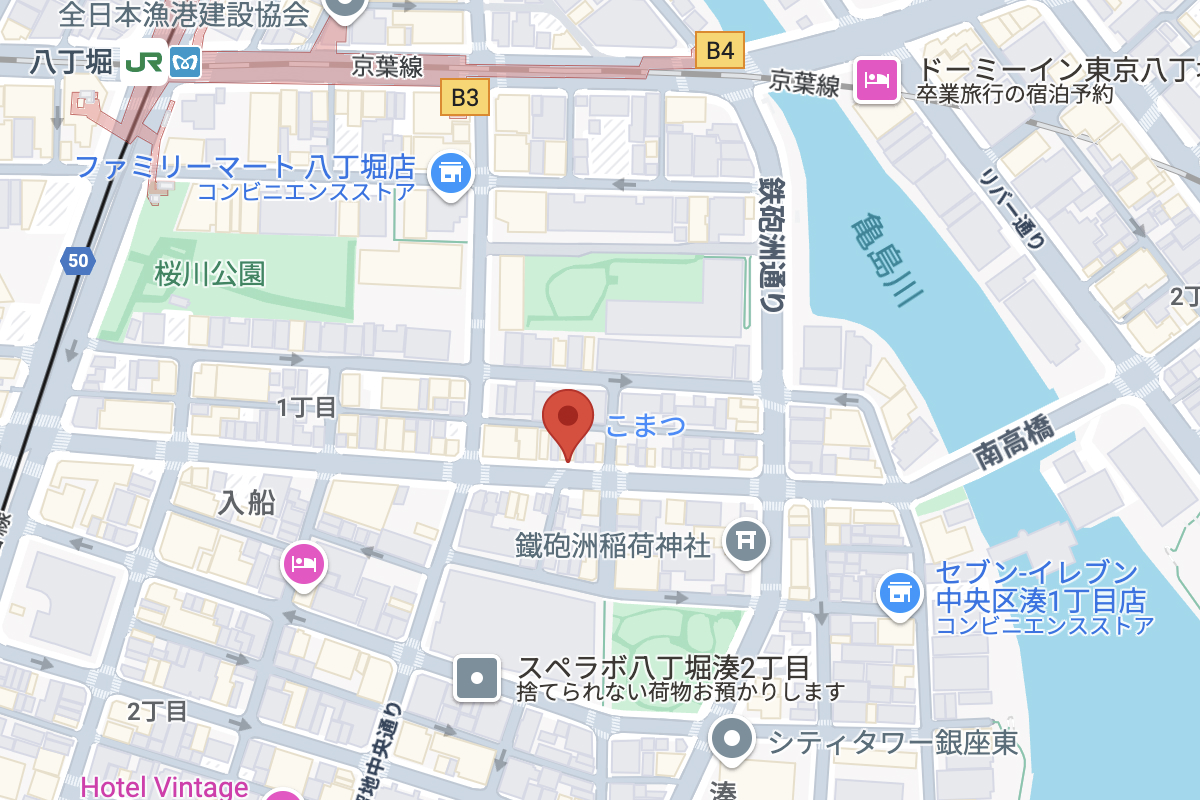 全日本漁港建設協会
八丁堀
JR
京葉線
B4
B3
京葉線
ドーミーイン東京八丁
卒業旅行の宿泊予約
ファミリーマート 八丁堀店
コンビニエンスストア
鉄砲洲通り
リバー通り
亀島川
50
桜川公園
2丁
1丁目
こまつ
南高橋
入船
鐵砲洲稲荷神社
セブン-イレブン
中央区湊1丁目店
コンビニエンスストア
スペラボ八丁堀湊2丁目
捨てられない荷物お預かりします
2丁目
地中央通り
シティタワー銀座東
Hotel Vintage
湊